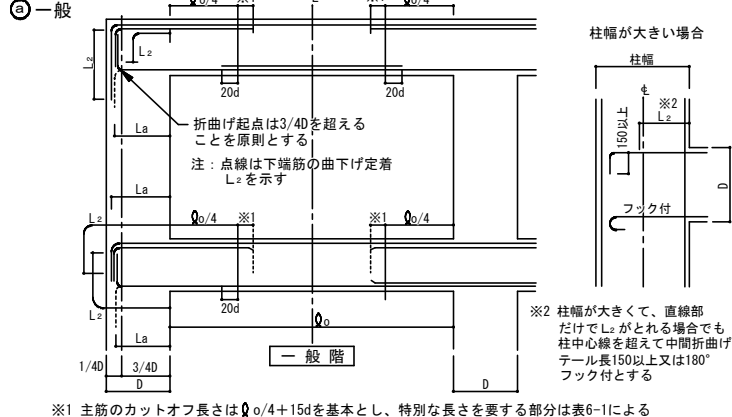 ⓐ 一般
ℓo/4 ※1 ℄ ※1 ℓo/4
L₂
L₂
20d 20d
折曲げ起点は3/4Dを超える
ことを原則とする
La
注：点線は下端筋の曲下げ定着
L₂を示す
La
L₂
ℓo/4 ※1 ※1 ℓo/4
20d
L₂
ℓo
La
一般階
1/4D 3/4D
D D
柱幅が大きい場合
柱幅
℄
※2
L₂
150以上
D
フック付
※2 柱幅が大きくて、直線部
だけでL₂がとれる場合でも
柱中心線を超えて中間折曲げ
テール長150以上又は180°
フック付とする
※1 主筋のカットオフ長さはℓo/4+15dを基本とし、特別な長さを要する部分は表6-1による